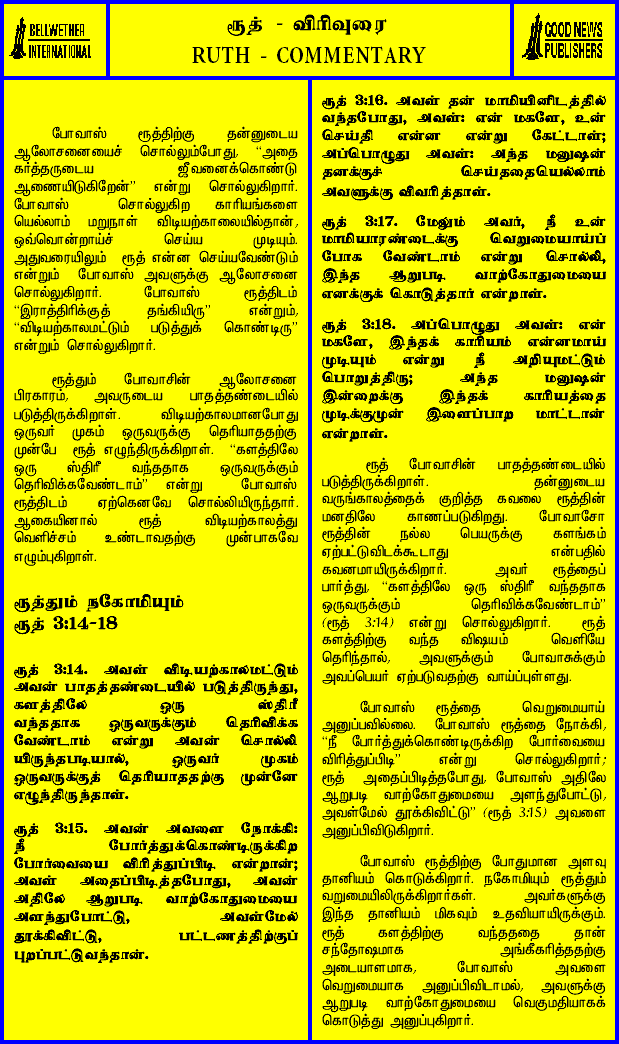 BELLWETHER
INTERNATIONAL
ரூத் - விரிவுரை
RUTH - COMMENTARY
GOOD NEWS
PUBLISHERS
போவாஸ் ரூத்திற்கு தன்னுடைய
ஆலோசனையைச் சொல்லும்போது, “அதை
கர்த்தருடைய ஜீவனைக்கொண்டு
ஆணையிடுகிறேன்” என்று சொல்லுகிறார்.
போவாஸ் சொல்லுகிற காரியங்களை
யெல்லாம் மறுநாள் விடியற்காலையில்தான்,
ஒவ்வொன்றாய்ச் செய்ய முடியும்.
அதுவரையிலும் ரூத் என்ன செய்யவேண்டும்
என்றும் போவாஸ் அவளுக்கு ஆலோசனை
சொல்லுகிறார். போவாஸ் ரூத்திடம்
“இராத்திரிக்குத் தங்கியிரு” என்றும்,
“விடியற்காலமட்டும் படுத்துக் கொண்டிரு”
என்றும் சொல்லுகிறார்.
ரூத்தும் போவாசின் ஆலோசனை
பிரகாரம், அவருடைய பாதத்தண்டையில்
படுத்திருக்கிறாள். விடியற்காலமானபோது
ஒருவர் முகம் ஒருவருக்கு தெரியாததற்கு
முன்பே ரூத் எழுந்திருக்கிறாள். “களத்திலே
ஒரு ஸ்திரீ வந்ததாக ஒருவருக்கும்
தெரிவிக்கவேண்டாம்” என்று போவாஸ்
ரூத்திடம் ஏற்கெனவே சொல்லியிருந்தார்.
ஆகையினால் ரூத் விடியற்காலத்து
வெளிச்சம் உண்டாவதற்கு முன்பாகவே
எழும்புகிறாள்.
ரூத்தும் நகோமியும்
ரூத் 3:14-18
ரூத் 3:14. அவள் விடியற்காலமட்டும்
அவன் பாதத்தண்டையில் படுத்திருந்து,
களத்திலே ஒரு ஸ்திரீ
வந்ததாக ஒருவருக்கும் தெரிவிக்க
வேண்டாம் என்று அவன் சொல்லி
யிருந்தபடியால், ஒருவர் முகம்
ஒருவருக்குத் தெரியாததற்கு முன்னே
எழுந்திருந்தாள்.
ரூத் 3:15. அவன் அவளை நோக்கி:
நீ போர்த்துக்கொண்டிருக்கிற
போர்வையை விரித்துப்பிடி என்றான்;
அவள் அதைப்பிடித்தபோது, அவன்
அதிலே ஆறுபடி வாற்கோதுமையை
அளந்துபோட்டு, அவள்மேல்
தூக்கிவிட்டு, பட்டணத்திற்குப்
புறப்பட்டுவந்தான்.
ரூத் 3:16. அவள் தன் மாமியினிடத்தில்
வந்தபோது, அவள்: என் மகளே, உன்
செய்தி என்ன என்று கேட்டாள்;
அப்பொழுது அவள்: அந்த மனுஷன்
தனக்குச் செய்ததையெல்லாம்
அவளுக்கு விவரித்தாள்.
ரூத் 3:17. மேலும் அவர், நீ உன்
மாமியாரண்டைக்கு வெறுமையாய்ப்
போக வேண்டாம் என்று சொல்லி,
இந்த ஆறுபடி வாற்கோதுமையை
எனக்குக் கொடுத்தார் என்றாள்.
ரூத் 3:18. அப்பொழுது அவள்: என்
மகளே, இந்தக் காரியம் என்னமாய்
முடியும் என்று நீ அறியுமட்டும்
பொறுத்திரு; அந்த மனுஷன்
இன்றைக்கு இந்தக் காரியத்தை
முடிக்குமுன் இளைப்பாற மாட்டான்
என்றாள்.
ரூத் போவாசின் பாதத்தண்டையில்
படுத்திருக்கிறாள். தன்னுடைய
வருங்காலத்தைக் குறித்த கவலை ரூத்தின்
மனதிலே காணப்படுகிறது. போவாசோ
ரூத்தின் நல்ல பெயருக்கு களங்கம்
ஏற்பட்டுவிடக்கூடாது என்பதில்
கவனமாயிருக்கிறார். அவர் ரூத்தைப்
பார்த்து, “களத்திலே ஒரு ஸ்திரீ வந்ததாக
ஒருவருக்கும் தெரிவிக்கவேண்டாம்”
(ரூத் 3:14) என்று சொல்லுகிறார். ரூத்
களத்திற்கு வந்த விஷயம் வெளியே
தெரிந்தால், அவளுக்கும் போவாசுக்கும்
அவப்பெயர் ஏற்படுவதற்கு வாய்ப்புள்ளது.
போவாஸ் ரூத்தை வெறுமையாய்
அனுப்பவில்லை. போவாஸ் ரூத்தை நோக்கி,
“நீ போர்த்துக்கொண்டிருக்கிற போர்வையை
விரித்துப்பிடி” என்று சொல்லுகிறார்;
ரூத் அதைப்பிடித்தபோது, போவாஸ் அதிலே
ஆறுபடி வாற்கோதுமையை அளந்துபோட்டு,
அவள்மேல் தூக்கிவிட்டு” (ரூத் 3:15) அவளை
அனுப்பிவிடுகிறார்.
போவாஸ் ரூத்திற்கு போதுமான அளவு
தானியம் கொடுக்கிறார். நகோமியும் ரூத்தும்
வறுமையிலிருக்கிறார்கள். அவர்களுக்கு
இந்த தானியம் மிகவும் உதவியாயிருக்கும்.
ரூத் களத்திற்கு வந்ததை தான்
சந்தோஷமாக அங்கீகரித்ததற்கு
அடையாளமாக, போவாஸ் அவளை
வெறுமையாக அனுப்பிவிடாமல், அவளுக்கு
ஆறுபடி வாற்கோதுமையை வெகுமதியாகக்
கொடுத்து அனுப்புகிறார்.